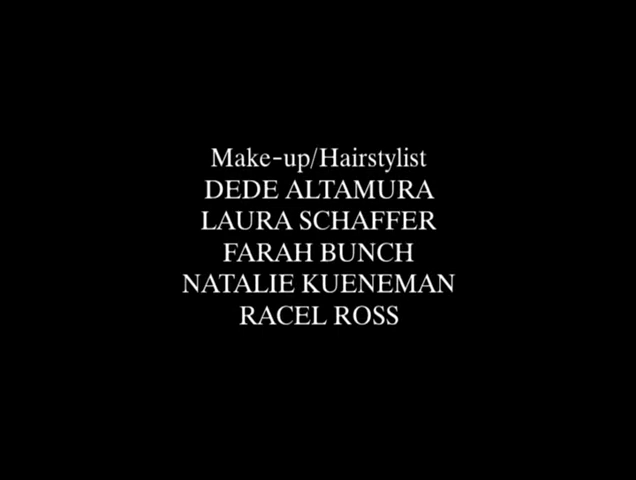 Make-up/Hairstylist
DEDE ALTAMURA
LAURA SCHAFFER
FARAH BUNCH
NATALIE KUENEMAN
RACEL ROSS